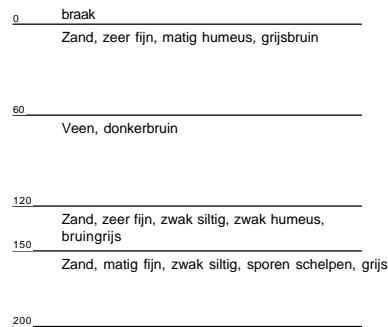 braak
0
Zand, zeer fijn, matig humeus, grijsbruin
60
Veen, donkerbruin
120
Zand, zeer fijn, zwak siltig, zwak humeus,
bruingrijs
150
Zand, matig fijn, zwak siltig, sporen schelpen, grijs
200